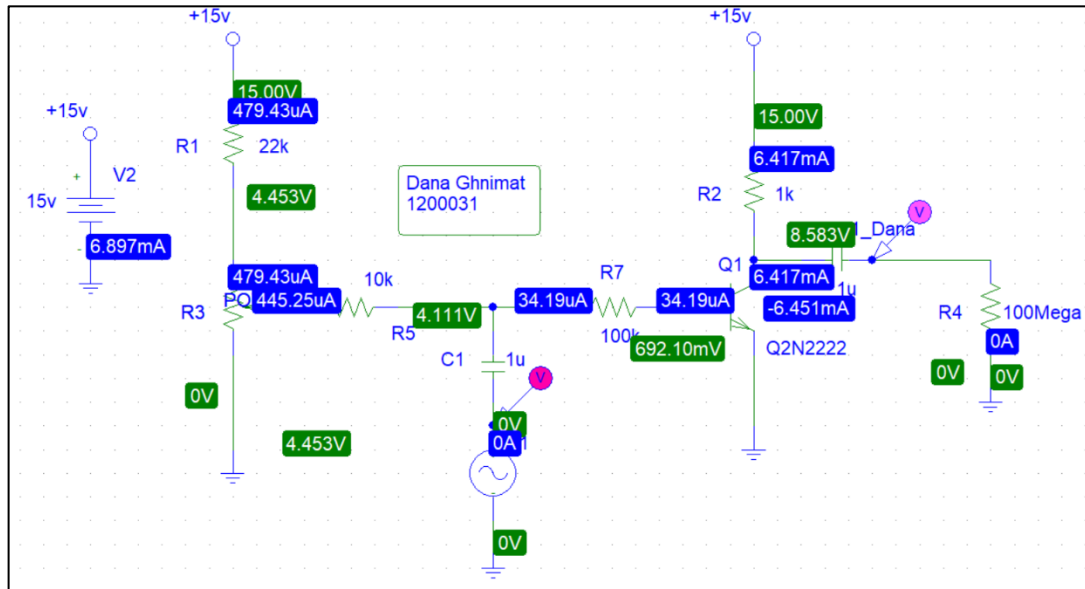 +15v
+15v
15.00V
479.43uA
R1
22k
+15v
V2
+
15v
-
6.897mA
4.453V
Dana Ghnimat
1200031
15.00V
6.417mA
R2
1k
8.583V
_Dana
V
479.43uA
445.25uA
R3
PO
10k
R5
4.111V
34.19uA
R7
100k
34.19uA
Q1
6.417mA
1u
-6.451mA
692.10mV
Q2N2222
R4
100Mega
0A
0V
0V
C1
1u
V
0V
4.453V
0V
0A
0V